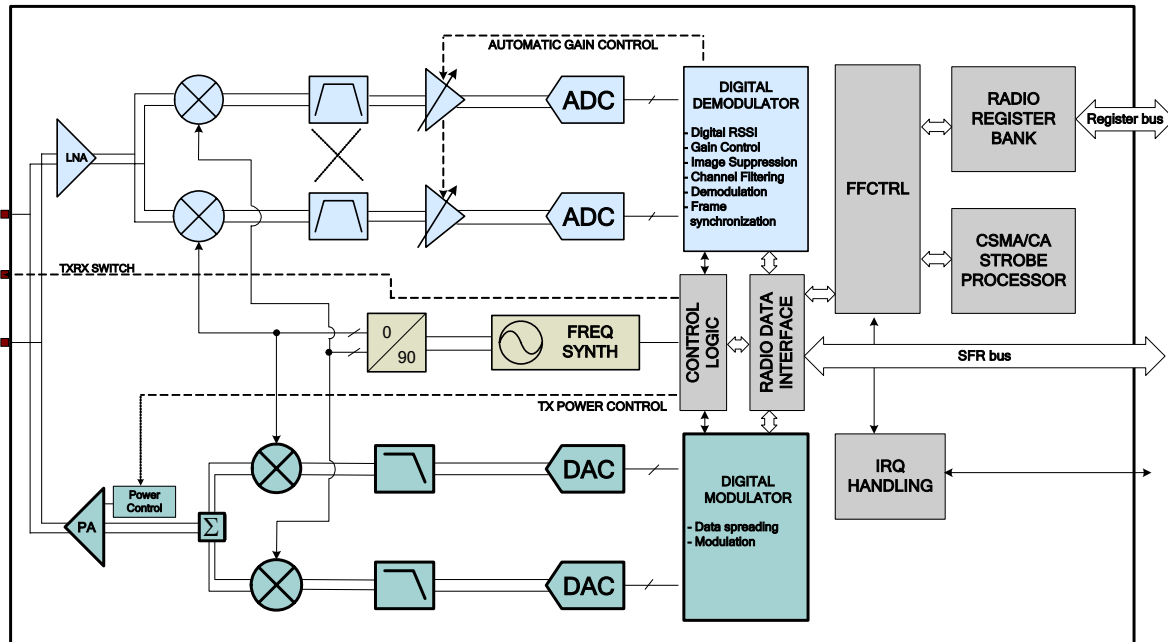 AUTOMATIC GAIN CONTROL
ADC
DIGITAL
DEMODULATOR
- Digital RSSI
- Gain Control
- Image Suppression
- Channel Filtering
- Demodulation
- Frame
synchronization
RADIO
REGISTER
BANK
Register bus
LNA
FFCTRL
ADC
CSMA/CA
STROBE
PROCESSOR
TXRX SWITCH
0
90
FREQ
SYNTH
CONTROL
LOGIC
RADIO DATA
INTERFACE
SFR bus
TX POWER CONTROL
DAC
DIGITAL
MODULATOR
- Data spreading
- Modulation
IRQ
HANDLING
Power
Control
PA
Σ
DAC